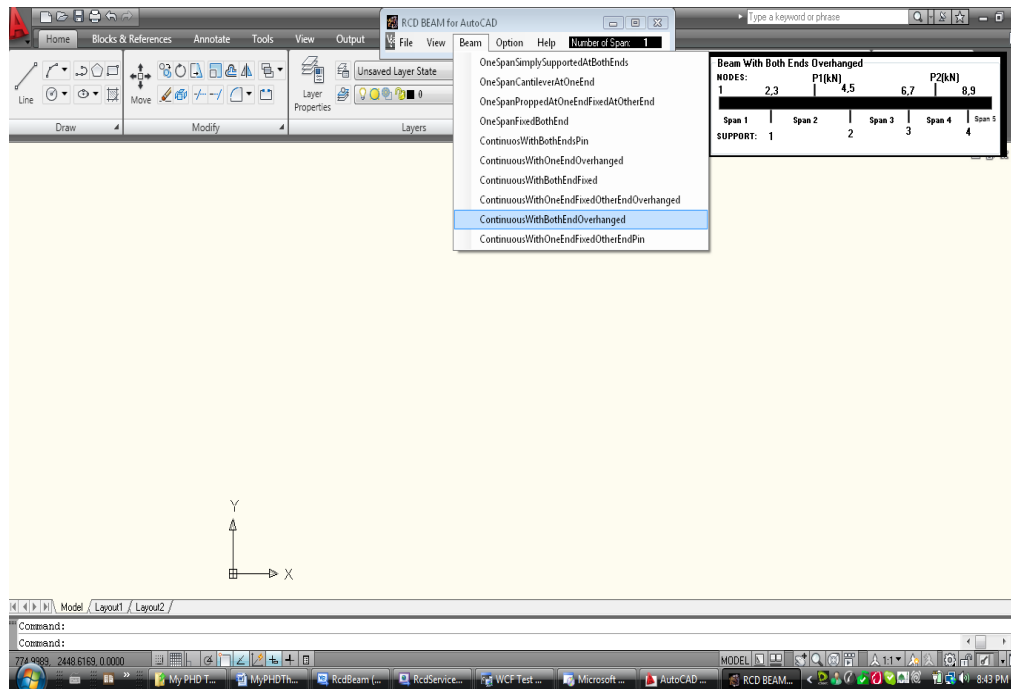 RCD BEAM for AutoCAD
Type a keyword or phrase
Home Blocks & References Annotate Tools View Output
File View Beam Option Help Number of Span: 1
Line
Move
Layer Properties
Unsaved Layer State
0
Draw Modify Layers
OneSpanSimplySupportedAtBothEnds
OneSpanCantileverAtOneEnd
OneSpanProppedAtOneEndFixedAtOtherEnd
OneSpanFixedBothEnd
ContinuosWithBothEndsPin
ContinuousWithOneEndOverhanged
ContinuousWithBothEndFixed
ContinuousWithOneEndFixedOtherEndOverhanged
ContinuousWithBothEndOverhanged
ContinuousWithOneEndFixedOtherEndPin
Beam With Both Ends Overhanged
NODES: P1(kN) P2(kN)
1 2,3 4,5 6,7 8,9
Span 1 Span 2 Span 3 Span 4 Span 5
SUPPORT: 1 2 3 4
Y
X
Model Layout1 Layout2
Command:
Command:
774.9989, 2448.6169, 0.0000 MODEL 1:1
My PHD T... MyPHDTh... RcdBeam (... RcdService... WCF Test ... Microsoft ... AutoCAD ... RCD BEAM... 8:43 PM